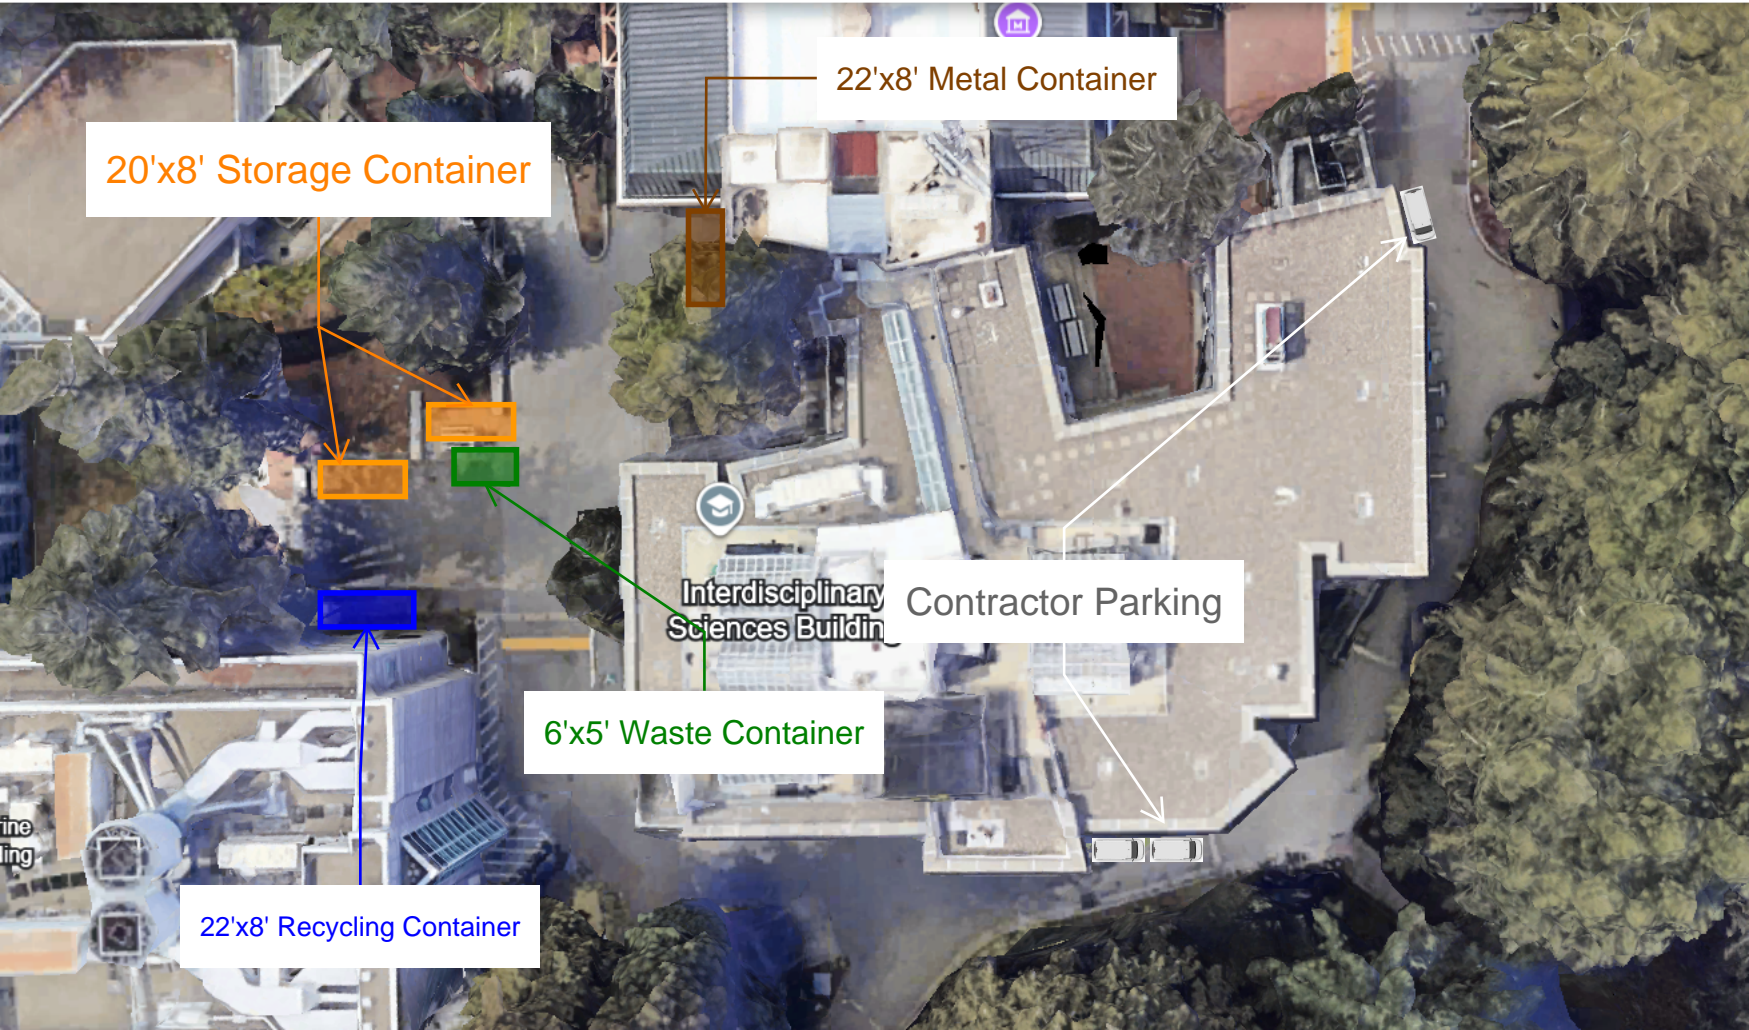 22'x8' Metal Container
20'x8' Storage Container
Interdisciplinary
Sciences Building
Contractor Parking
6'x5' Waste Container
22'x8' Recycling Container